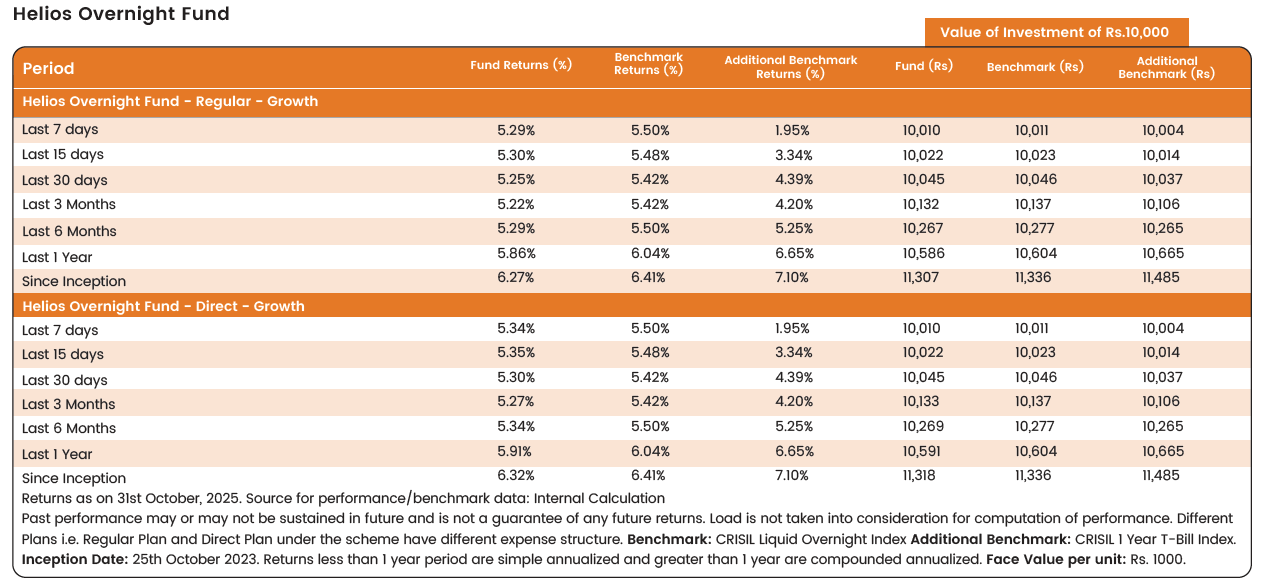 Helios Overnight Fund
Value of Investment of Rs.10,000
Period Fund Returns (%) Benchmark Returns (%) Additional Benchmark Returns (%) Fund (Rs) Benchmark (Rs) Additional Benchmark (Rs)
Helios Overnight Fund - Regular - Growth
Last 7 days 5.29% 5.50% 1.95% 10,010 10,011 10,004
Last 15 days 5.30% 5.48% 3.34% 10,022 10,023 10,014
Last 30 days 5.25% 5.42% 4.39% 10,045 10,046 10,037
Last 3 Months 5.22% 5.42% 4.20% 10,132 10,137 10,106
Last 6 Months 5.29% 5.50% 5.25% 10,267 10,277 10,265
Last 1 Year 5.86% 6.04% 6.65% 10,586 10,604 10,665
Since Inception 6.27% 6.41% 7.10% 11,307 11,336 11,485
Helios Overnight Fund - Direct - Growth
Last 7 days 5.34% 5.50% 1.95% 10,010 10,011 10,004
Last 15 days 5.35% 5.48% 3.34% 10,022 10,023 10,014
Last 30 days 5.30% 5.42% 4.39% 10,045 10,046 10,037
Last 3 Months 5.27% 5.42% 4.20% 10,133 10,137 10,106
Last 6 Months 5.34% 5.50% 5.25% 10,269 10,277 10,265
Last 1 Year 5.91% 6.04% 6.65% 10,591 10,604 10,665
Since Inception 6.32% 6.41% 7.10% 11,318 11,336 11,485
Returns as on 31st October, 2025. Source for performance/benchmark data: Internal Calculation
Past performance may or may not be sustained in future and is not a guarantee of any future returns. Load is not taken into consideration for computation of performance. Different
Plans i.e. Regular Plan and Direct Plan under the scheme have different expense structure. Benchmark: CRISIL Liquid Overnight Index Additional Benchmark: CRISIL 1 Year T-Bill Index.
Inception Date: 25th October 2023. Returns less than 1 year period are simple annualized and greater than 1 year are compounded annualized. Face Value per unit: Rs. 1000.